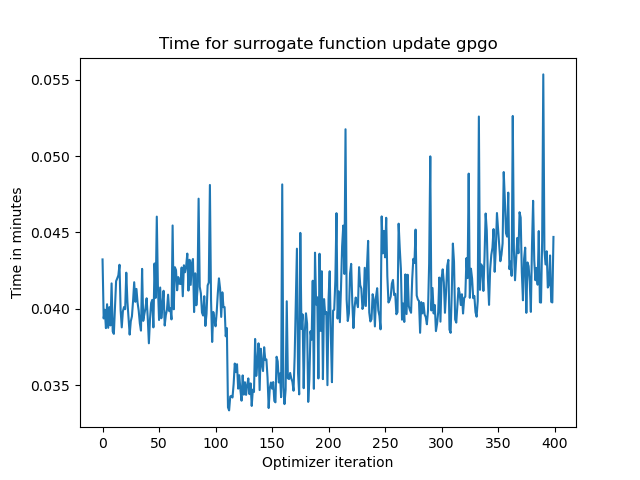 Time for surrogate function update gpgo
Time in minutes
0.055
0.050
0.045
0.040
0.035
0 50 100 150 200 250 300 350 400
Optimizer iteration